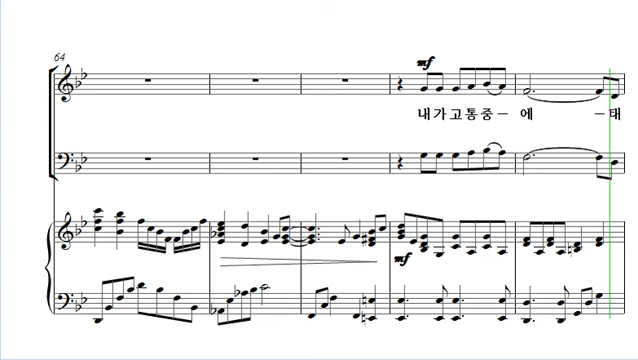 64
mf
내 가 고 통 중 – 에 – 태
mf